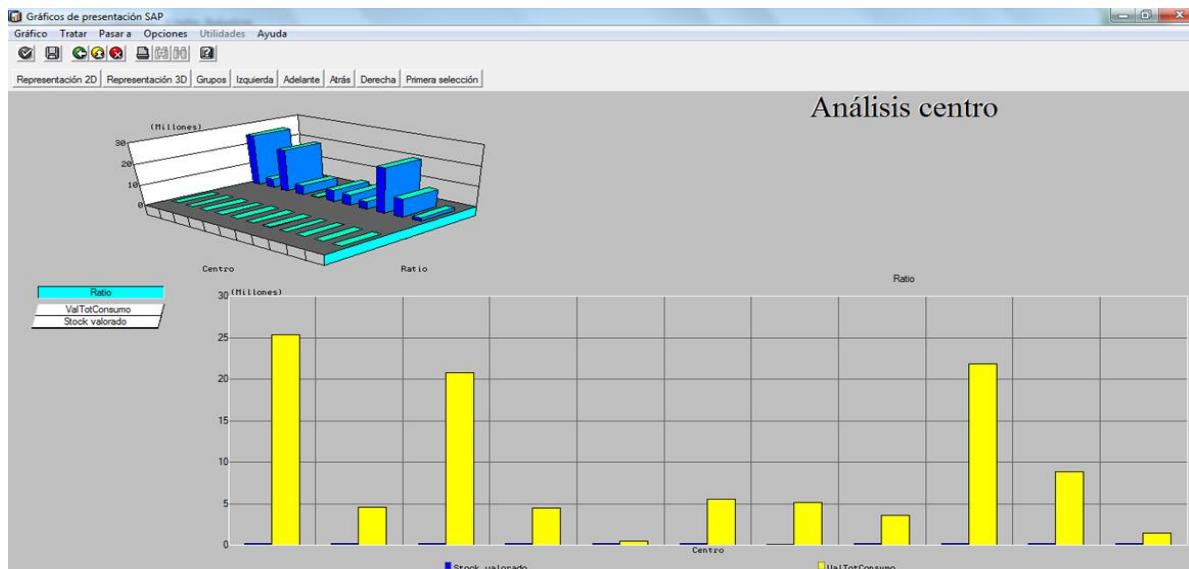 Gráficos de presentación SAP
Gráfico Tratar Pasar a Opciones Utilidades Ayuda
Representación 2D Representación 3D Grupos Izquierda Adelante Atrás Derecha Primera selección
Análisis centro
(Millones)
30
20
10
0
Centro Ratio
Ratio
ValTotConsumo
Stock valorado
Ratio
30 (Millones)
25
20
15
10
5
0
Centro
Stock valorado ValTotConsumo